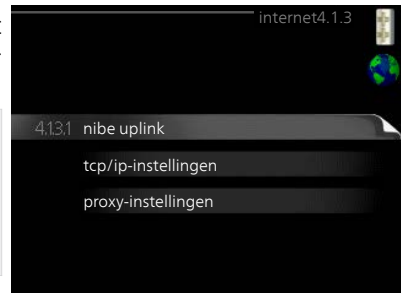 internet4.1.3
4.1.3.1 nibe uplink
tcp/ip-instellingen
proxy-instellingen